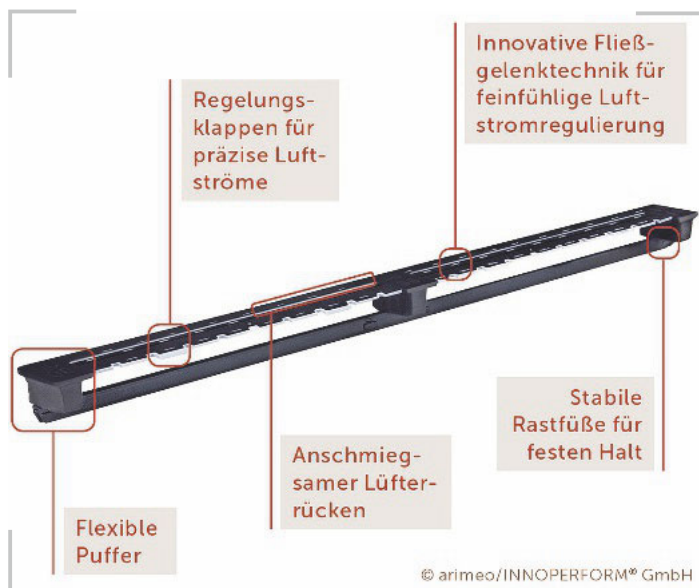 Innovative Fließ-
gelenktechnik für
feinfühlige Luft-
stromregulierung
Regelungs-
klappen für
präzise Luft-
ströme
Stabile
Rastfüße für
festen Halt
Anschmieg-
samer Lüfter-
rücken
Flexible
Puffer
© arimeo/INNOPERFORM® GmbH